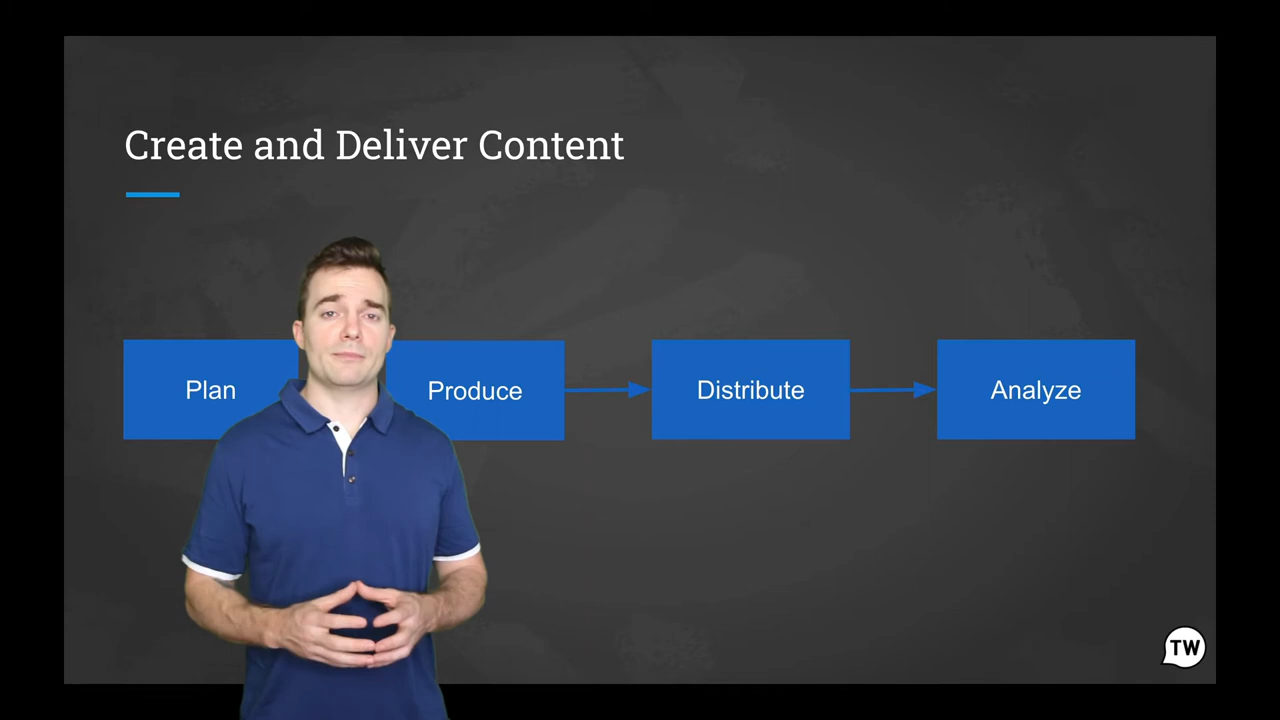 Create and Deliver Content
Plan
Produce
Distribute
Analyze
TW